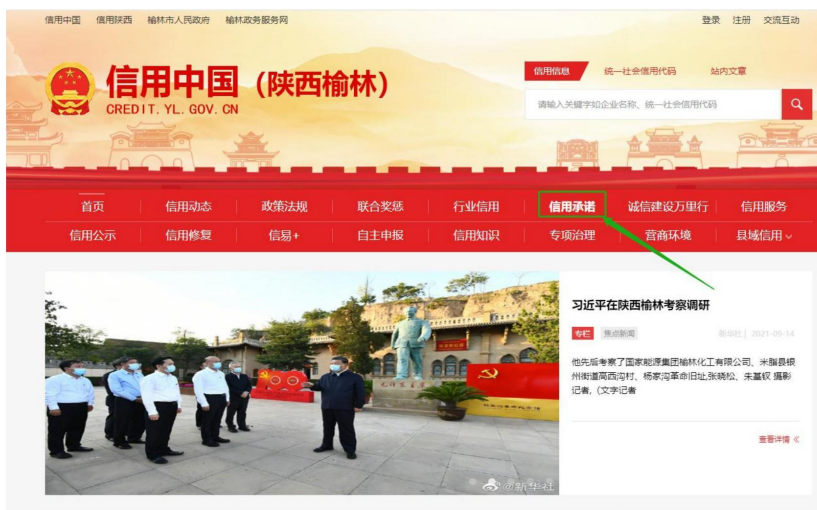 信用中国 信用陕西 榆林市人民政府 榆林政务服务网 登录 注册 交流互动
信用中国（陕西榆林）
CREDIT. YL. GOV. CN
信用信息 统一社会信用代码 站内文章
请输入关键字如企业名称、统一社会信用代码
首页 信用动态 政策法规 联合奖惩 行业信用 信用承诺 诚信建设万里行 信用服务
信用公示 信用修复 信易+ 自主申报 信用知识 专项治理 营商环境 县域信用
习近平在陕西榆林考察调研
专栏 焦点新闻 新华社 | 2021-09-14
他先后考察了国家能源集团榆林化工有限公司、米脂县银
州街道高西沟村、杨家沟革命旧址,张晓松、朱基钗 摄影
记者,（文字记者
查看详情 《
@新华社